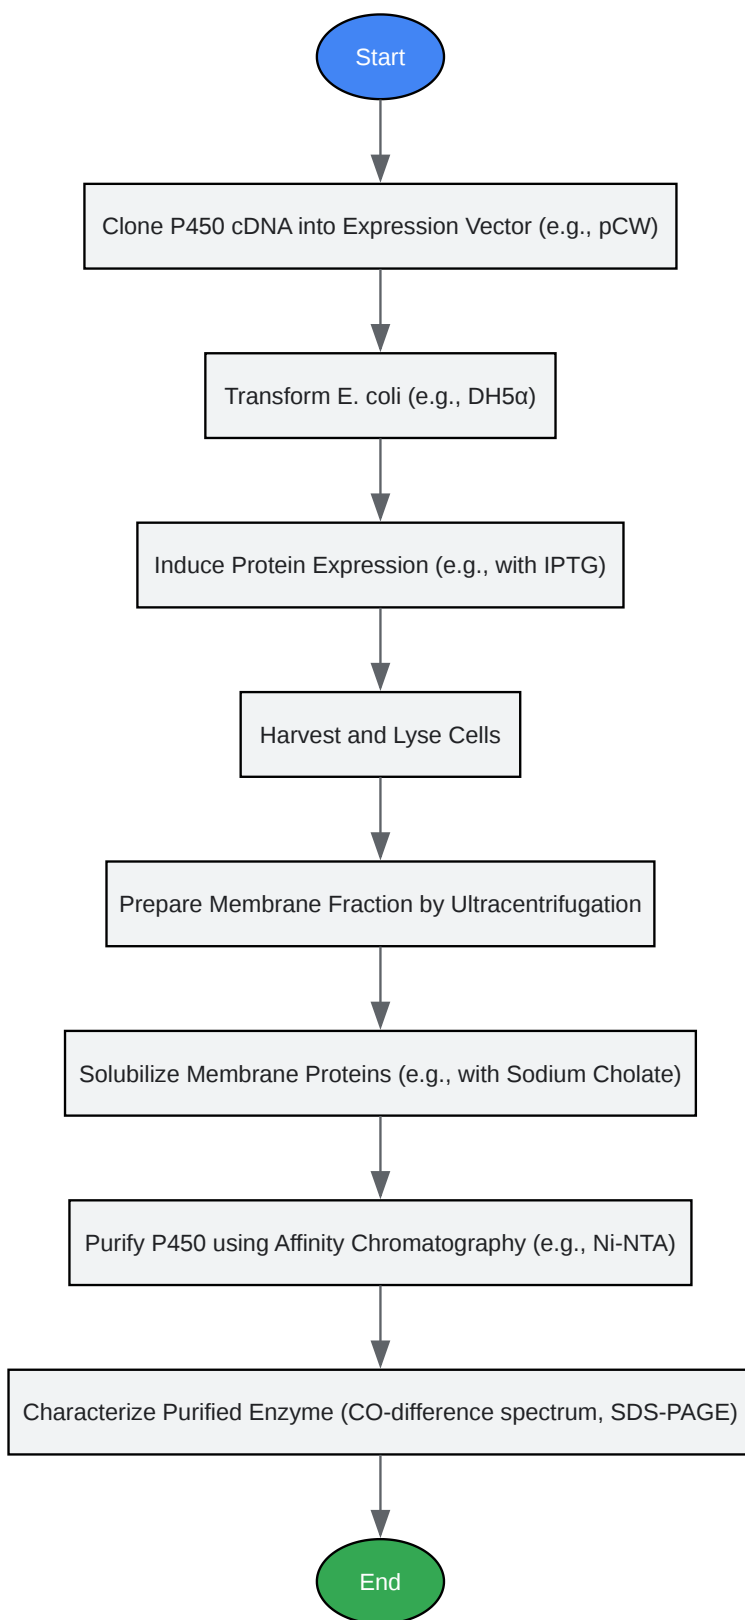 Start
Clone P450 cDNA into Expression Vector (e.g., pCW)
Transform E. coli (e.g., DH5α)
Induce Protein Expression (e.g., with IPTG)
Harvest and Lyse Cells
Prepare Membrane Fraction by Ultracentrifugation
Solubilize Membrane Proteins (e.g., with Sodium Cholate)
Purify P450 using Affinity Chromatography (e.g., Ni-NTA)
Characterize Purified Enzyme (CO-difference spectrum, SDS-PAGE)
End